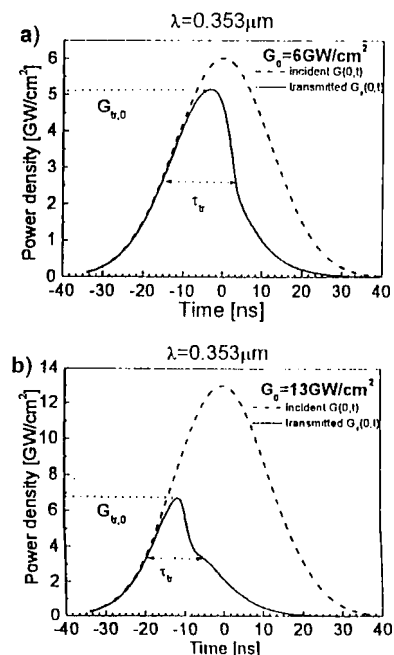 λ=0.353μm
a)
G₀=6GW/cm²
incident G(0,t)
transmitted Gₜ(0,t)
Gtr,0
τtr
Power density [GW/cm²]
6
5
4
3
2
1
0
-40 -30 -20 -10 0 10 20 30 40
Time [ns]
λ=0.353μm
b)
G₀=13GW/cm²
incident G(0,t)
transmitted Gₜ(0,t)
Gtr,0
τtr
Power density [GW/cm²]
14
12
10
8
6
4
2
0
-40 -30 -20 -10 0 10 20 30 40
Time [ns]